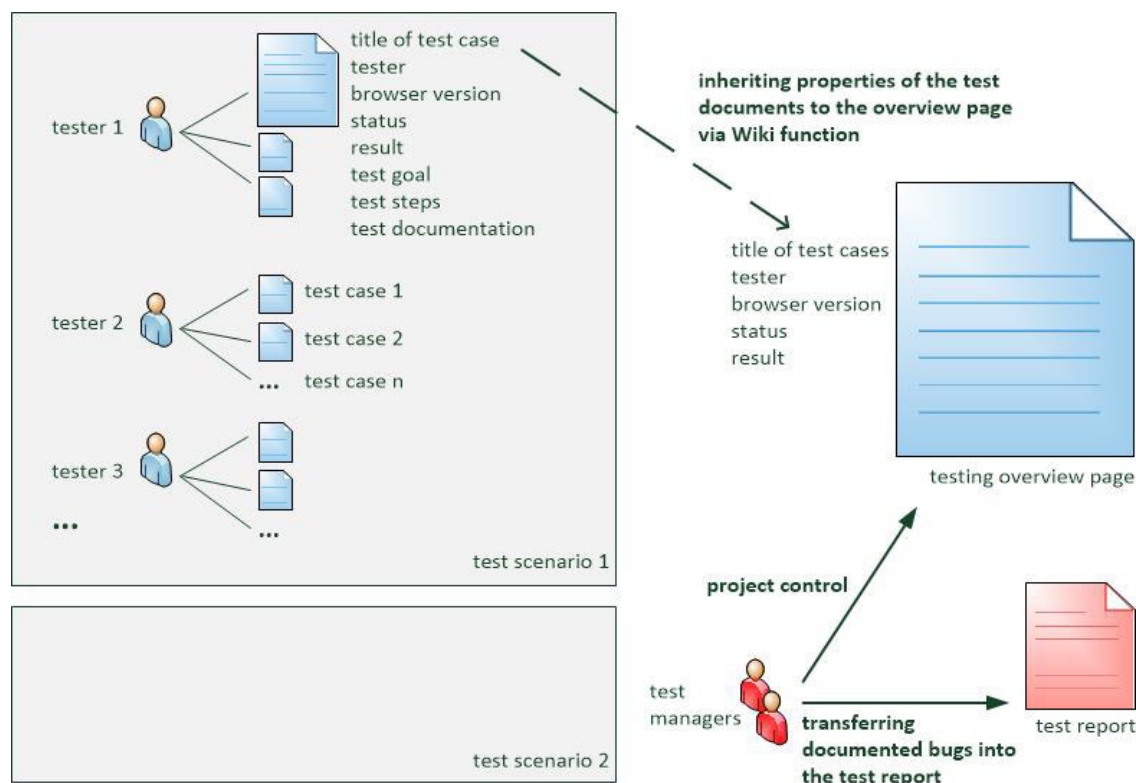 title of test case
tester
browser version
status
result
test goal
test steps
test documentation
tester 1
tester 2
test case 1
test case 2
... test case n
tester 3
...
...
test scenario 1
test scenario 2
inheriting properties of the test
documents to the overview page
via Wiki function
title of test cases
tester
browser version
status
result
testing overview page
project control
test
managers
transferring
documented bugs into
the test report
test report